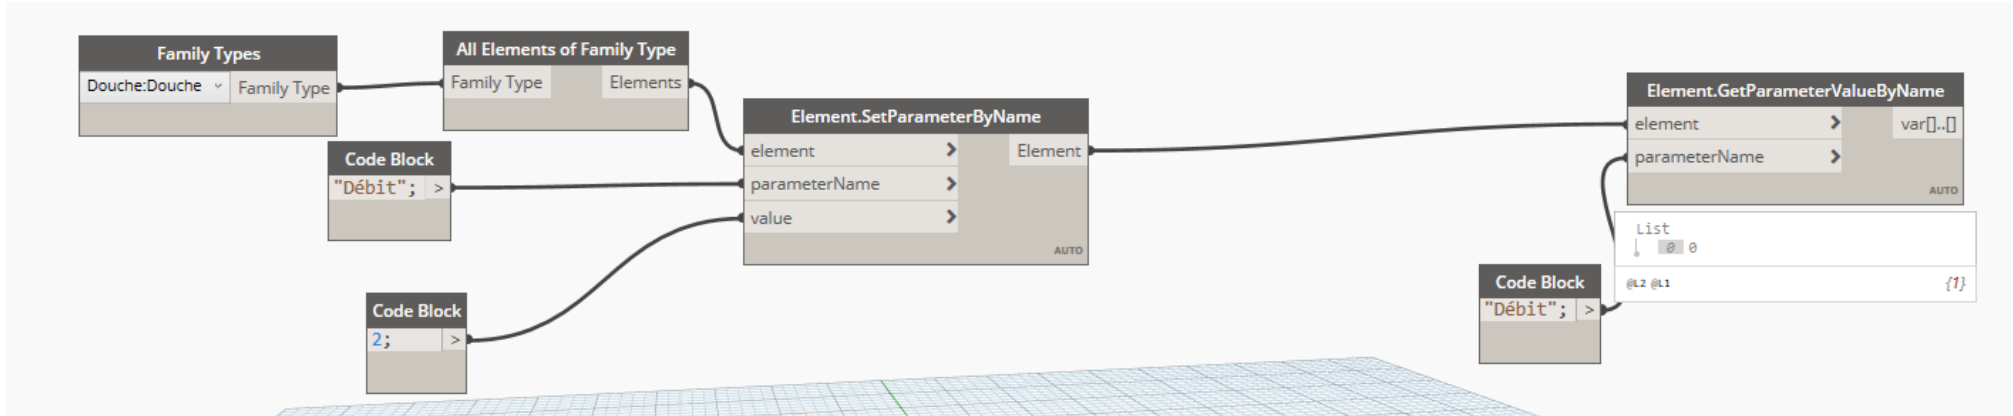 Family Types
Douche:Douche
Family Type
All Elements of Family Type
Family Type
Elements
Code Block
"Débit";
>
Code Block
2;
>
Element.SetParameterByName
element
>
Element
parameterName
>
value
>
AUTO
Element.GetParameterValueByName
element
>
var[]..[]
parameterName
>
AUTO
List
0 0
@L2 @L1
{1}
Code Block
"Débit";
>